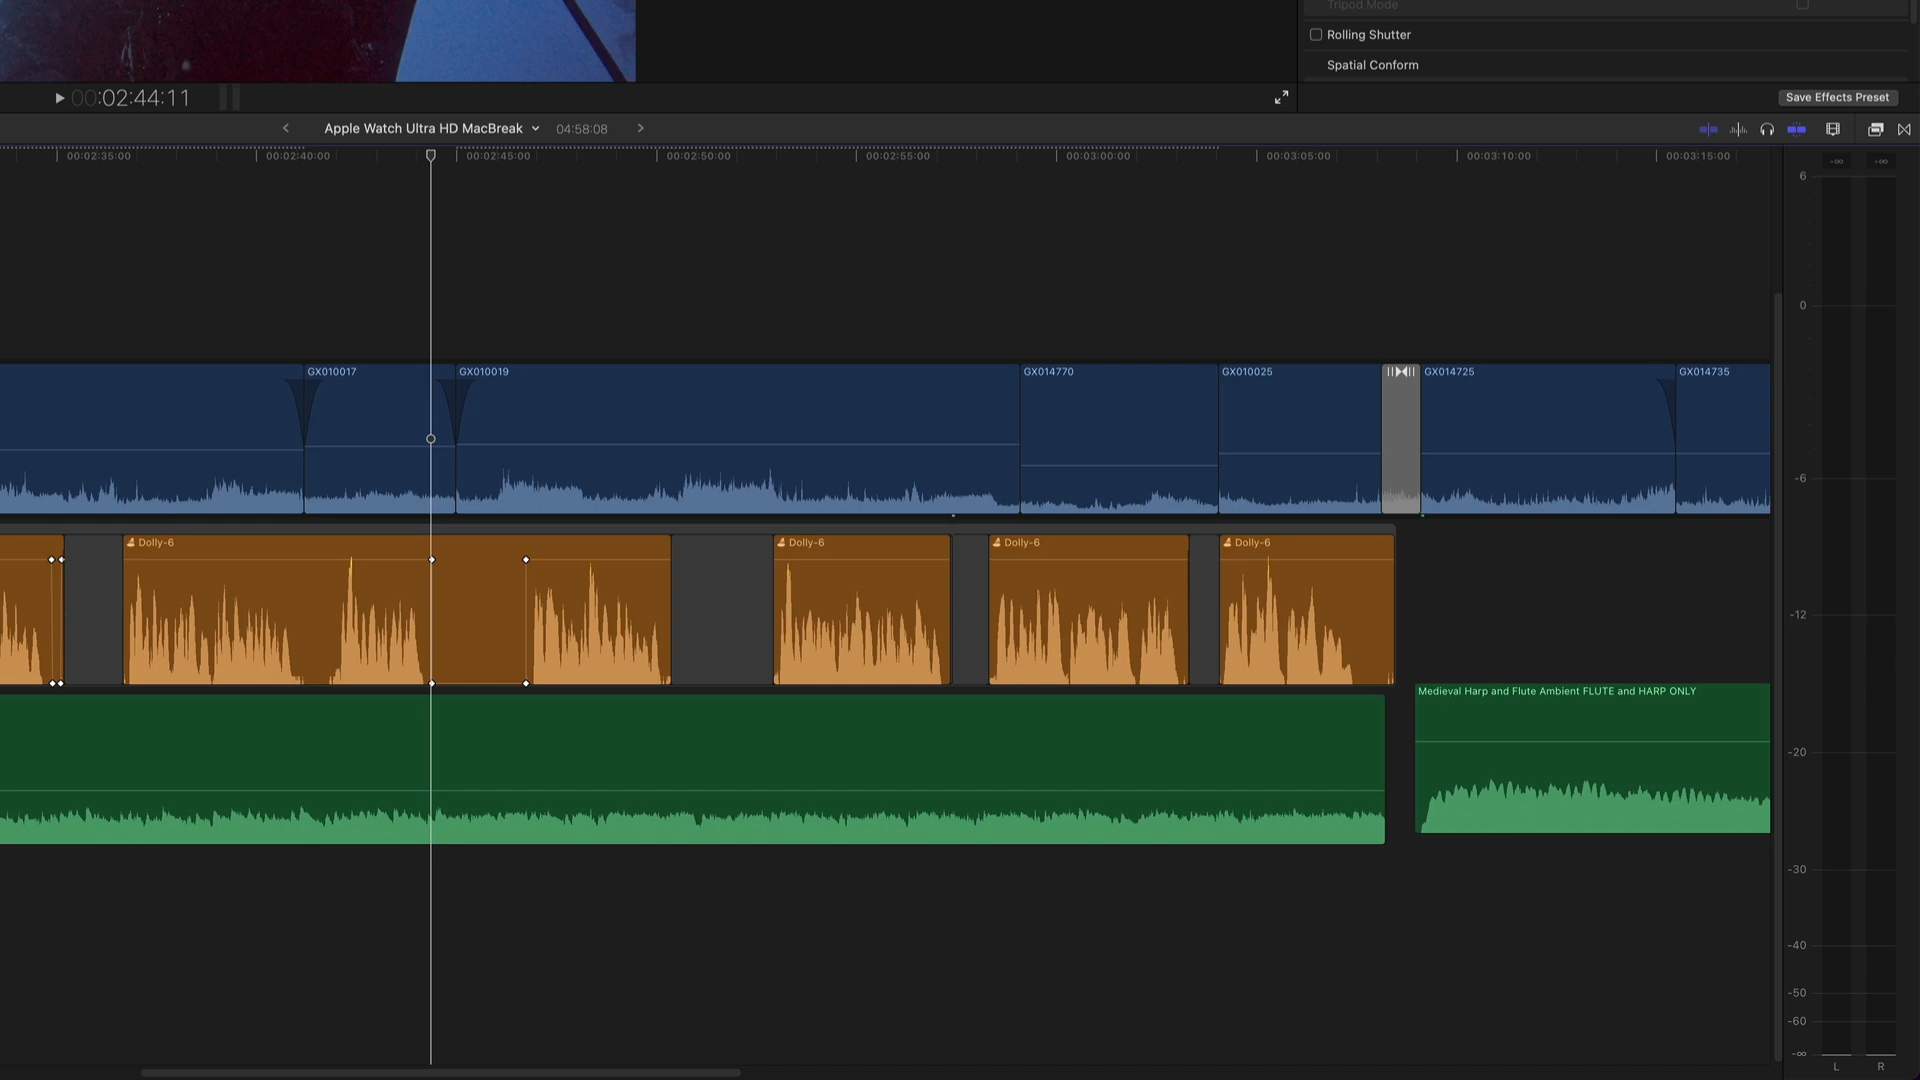 Tripod Mode
Rolling Shutter
Spatial Conform
00:02:44:11
Save Effects Preset
Apple Watch Ultra HD MacBreak 04:58:08
00:02:35:00 00:02:40:00 00:02:45:00 00:02:50:00 00:02:55:00 00:03:00:00 00:03:05:00 00:03:10:00 00:03:15:00
-∞ -∞
6
0
GX010017 GX010019 GX014770 GX010025 GX014725 GX014735
-6
Dolly-6 Dolly-6 Dolly-6 Dolly-6
-12
Medieval Harp and Flute Ambient FLUTE and HARP ONLY
-20
-30
-40
-50
-60
-∞
L R